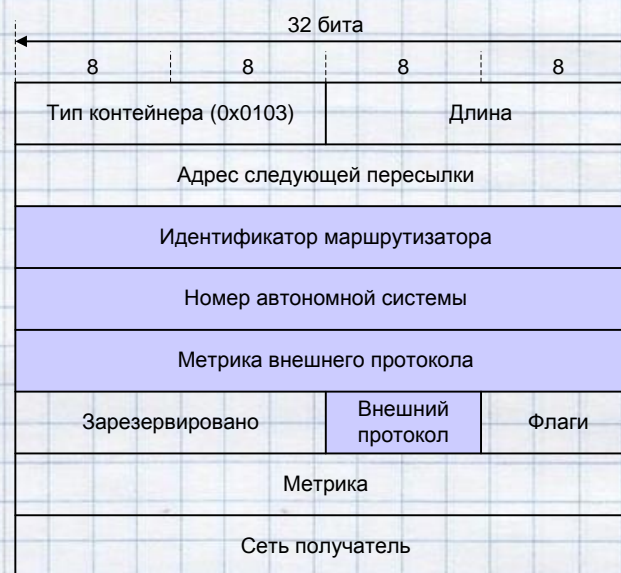 32 бита
8 8 8 8
Тип контейнера (0x0103) Длина
Адрес следующей пересылки
Идентификатор маршрутизатора
Номер автономной системы
Метрика внешнего протокола
Зарезервировано Внешний протокол Флаги
Метрика
Сеть получатель